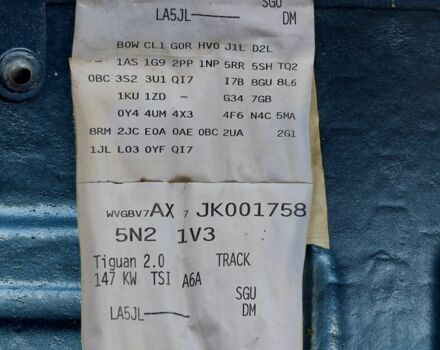 SGU
LA5JL——— DM
B0W CL1 G0R HV0 J1L D2L
— 1AS 1G9 2PP 1NP 5RR 5SH TQ2
0BC 3S2 3U1 QI7 I7B 8GU 8L6
1KU 1ZD — G34 7GB
0Y4 4UM 4X3 4F6 N4C 5MA
8RM 2JC E0A 0AE 0BC 2UA 2G1
1JL L03 0YF QI7
WVGBV7AX 7 JK001758
5N2 1V3
Tiguan 2.0 TRACK
147 KW TSI A6A
SGU
LA5JL——— DM